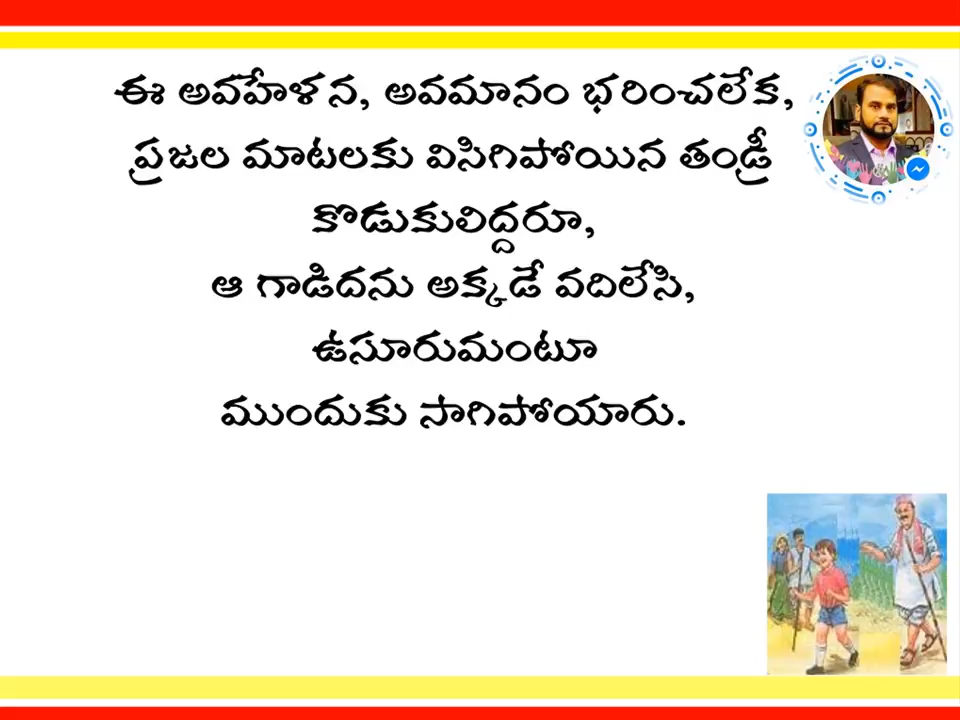 ఈ అవహేళన, అవమానం భరించలేక,
ప్రజల మాటలకు విసిగిపోయిన తండ్రీ
కొడుకులిద్దరూ,
ఆ గాడిదను అక్కడే వదిలేసి,
ఉసూరుమంటూ
ముందుకు సాగిపోయారు.